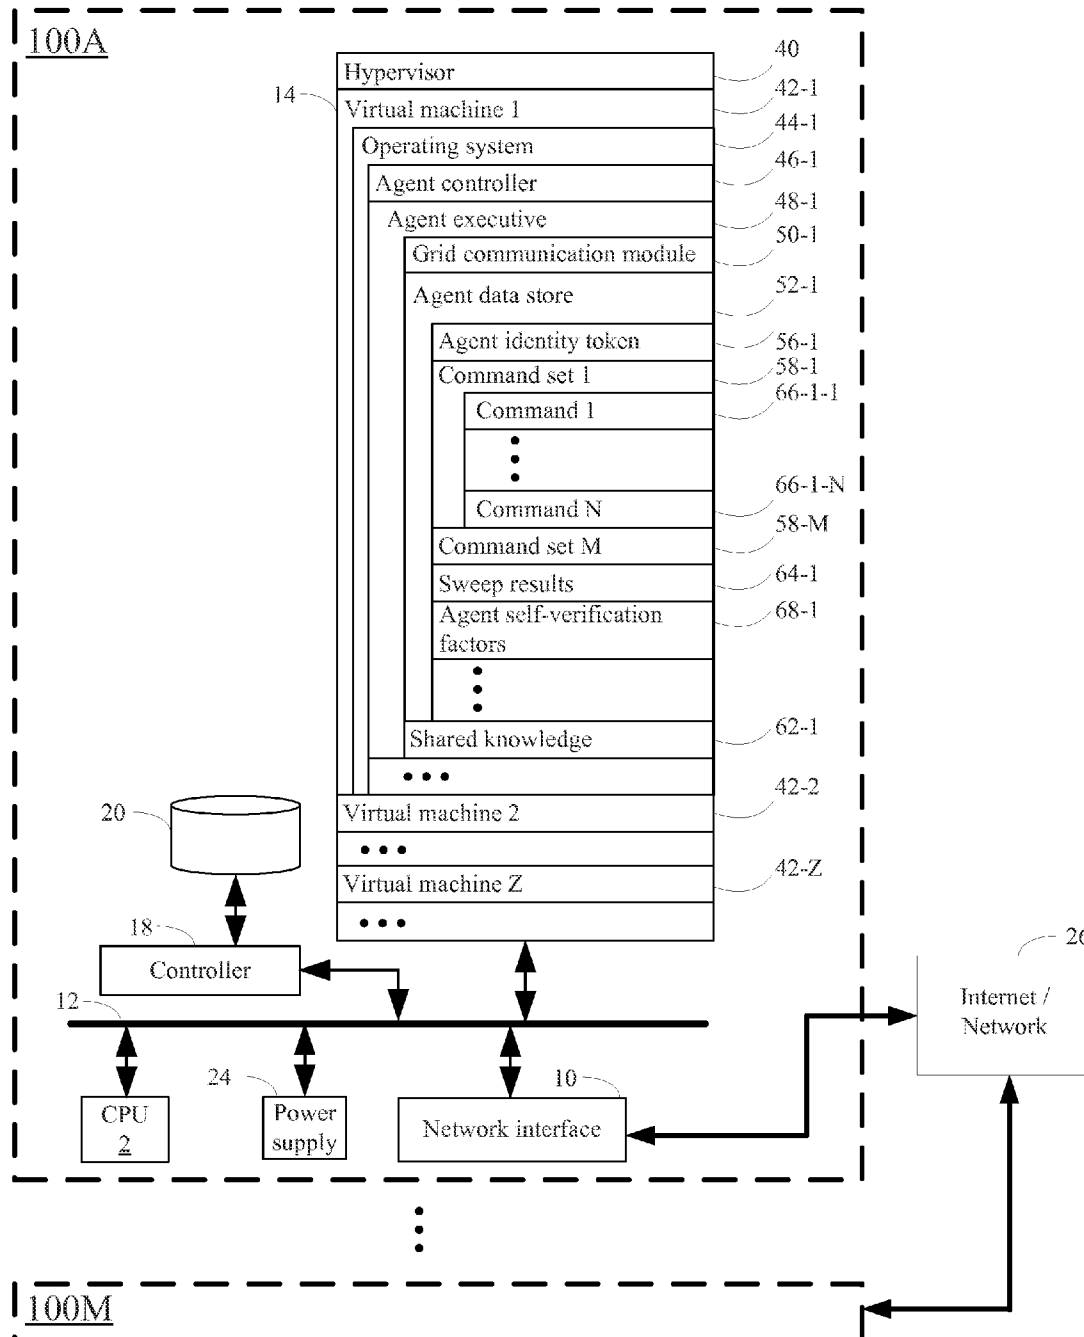 100A
Hypervisor 40
14
Virtual machine 1 42-1
Operating system 44-1
Agent controller 46-1
Agent executive 48-1
Grid communication module 50-1
Agent data store 52-1
Agent identity token 56-1
Command set 1 58-1
Command 1 66-1-1
Command N 66-1-N
Command set M 58-M
Sweep results 64-1
Agent self-verification
factors
68-1
Shared knowledge 62-1
Virtual machine 2 42-2
20
Virtual machine Z 42-Z
18
Controller
12
26
Internet /
Network
CPU
2
24
Power
supply
10
Network interface
100M